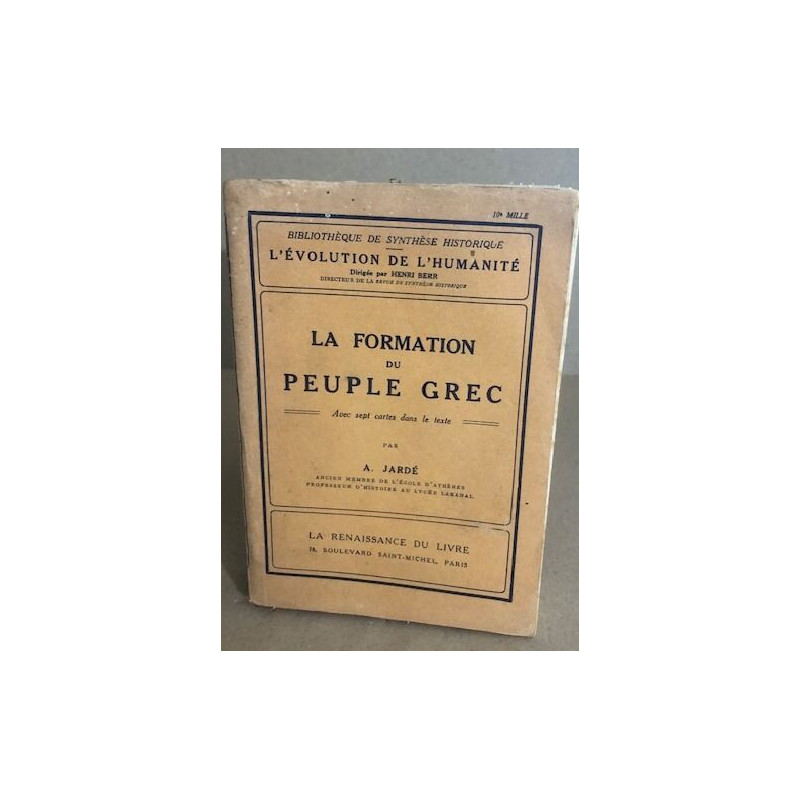 10e MILLE
BIBLIOTHÈQUE DE SYNTHÈSE HISTORIQUE
L'ÉVOLUTION DE L'HUMANITÉ
Dirigée par HENRI BERR
DIRECTEUR DE LA REVUE DE SYNTHÈSE HISTORIQUE
LA FORMATION
DU
PEUPLE GREC
Avec sept cartes dans le texte
PAR
A. JARDÉ
ANCIEN MEMBRE DE L'ÉCOLE D'ATHÈNES
PROFESSEUR D'HISTOIRE AU LYCÉE LAKANAL
LA RENAISSANCE DU LIVRE
78, BOULEVARD SAINT-MICHEL, PARIS